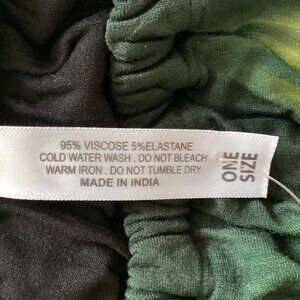 95% VISCOSE 5%ELASTANE
COLD WATER WASH . DO NOT BLEACH
WARM IRON . DO NOT TUMBLE DRY
MADE IN INDIA
ONE
SIZE